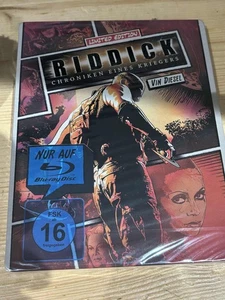 LIMITED EDITION
RIDDICK
CHRONIKEN EINES KRIEGERS
VIN DIESEL
NUR AUF
Blu-ray Disc
FSK
16